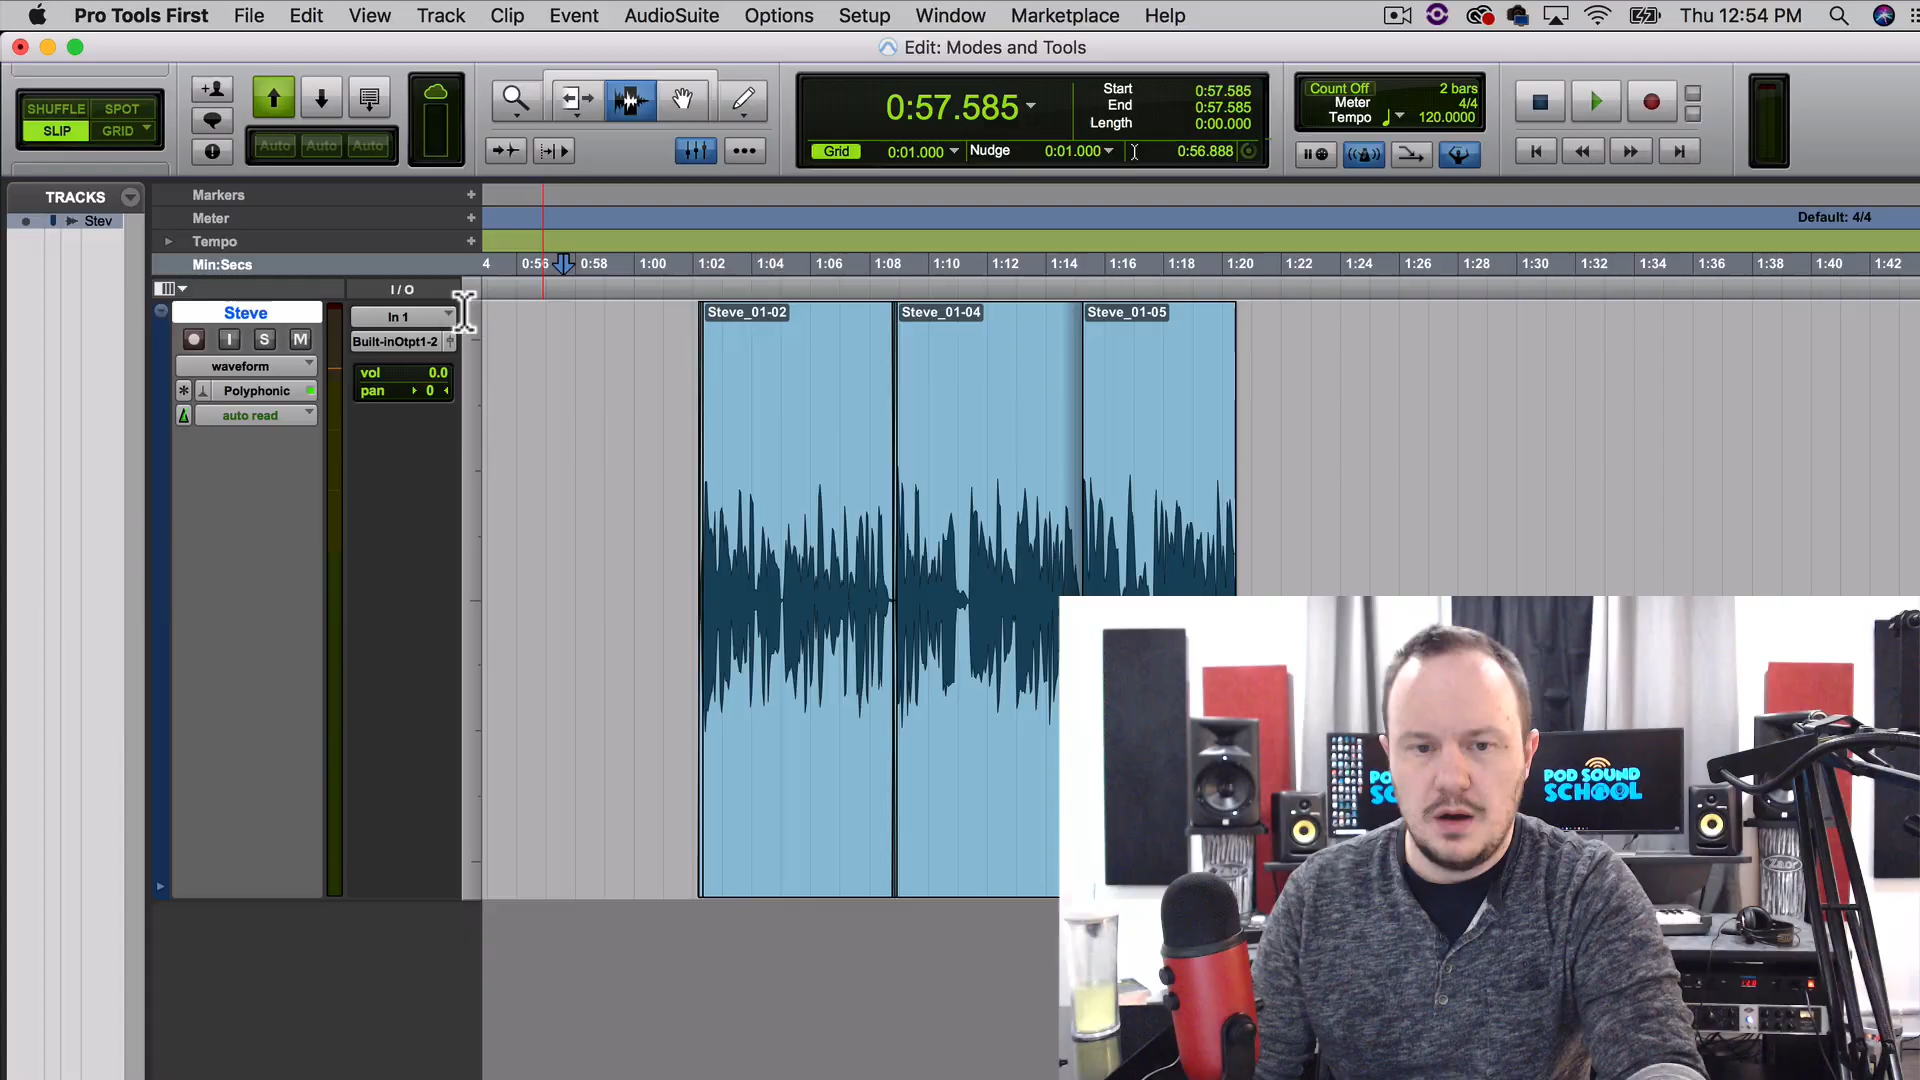 Pro Tools First File Edit View Track Clip Event AudioSuite Options Setup Window Marketplace Help Thu 12:54 PM
Edit: Modes and Tools
SHUFFLE SPOT
SLIP GRID
Auto Auto Auto
0:57.585
Start 0:57.585
End 0:57.585
Length 0:00.000
Grid 0:01.000 Nudge 0:01.000 0:56.888
Count Off 2 bars
Meter 4/4
Tempo 120.0000
TRACKS
Stev
Markers
Meter Default: 4/4
Tempo
Min:Secs 4 0:56 0:58 1:00 1:02 1:04 1:06 1:08 1:10 1:12 1:14 1:16 1:18 1:20 1:22 1:24 1:26 1:28 1:30 1:32 1:34 1:36 1:38 1:40 1:42
I / O
Steve
In 1
I S M
Built-inOtpt1-2
waveform
vol 0.0
pan 0
Polyphonic
auto read
Steve_01-02 Steve_01-04 Steve_01-05
POD SOUND
SCHOOL